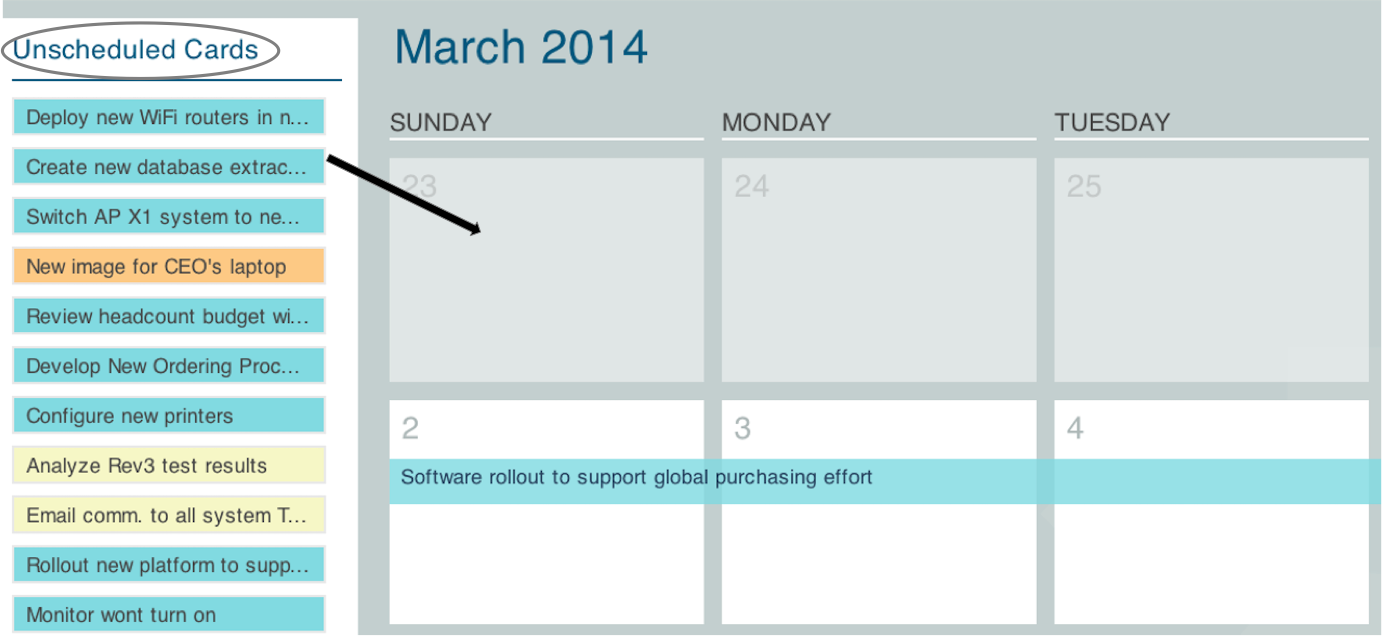 Unscheduled Cards
Deploy new WiFi routers in n...
Create new database extrac...
Switch AP X1 system to ne...
New image for CEO's laptop
Review headcount budget wi...
Develop New Ordering Proc...
Configure new printers
Analyze Rev3 test results
Email comm. to all system T...
Rollout new platform to supp...
Monitor wont turn on
March 2014
SUNDAY MONDAY TUESDAY
23 24 25
2 3 4
Software rollout to support global purchasing effort